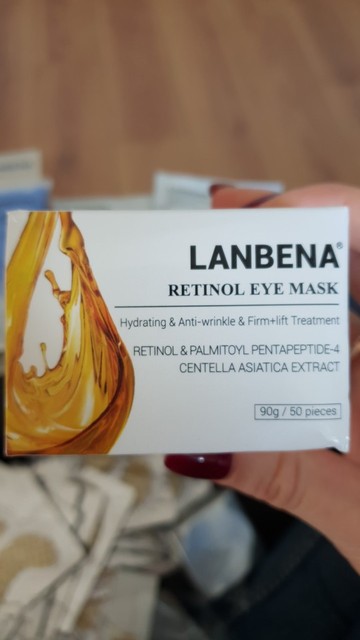 LANBENA®
RETINOL EYE MASK
Hydrating & Anti-wrinkle & Firm+lift Treatment
RETINOL & PALMITOYL PENTAPEPTIDE-4
CENTELLA ASIATICA EXTRACT
90g / 50 pieces